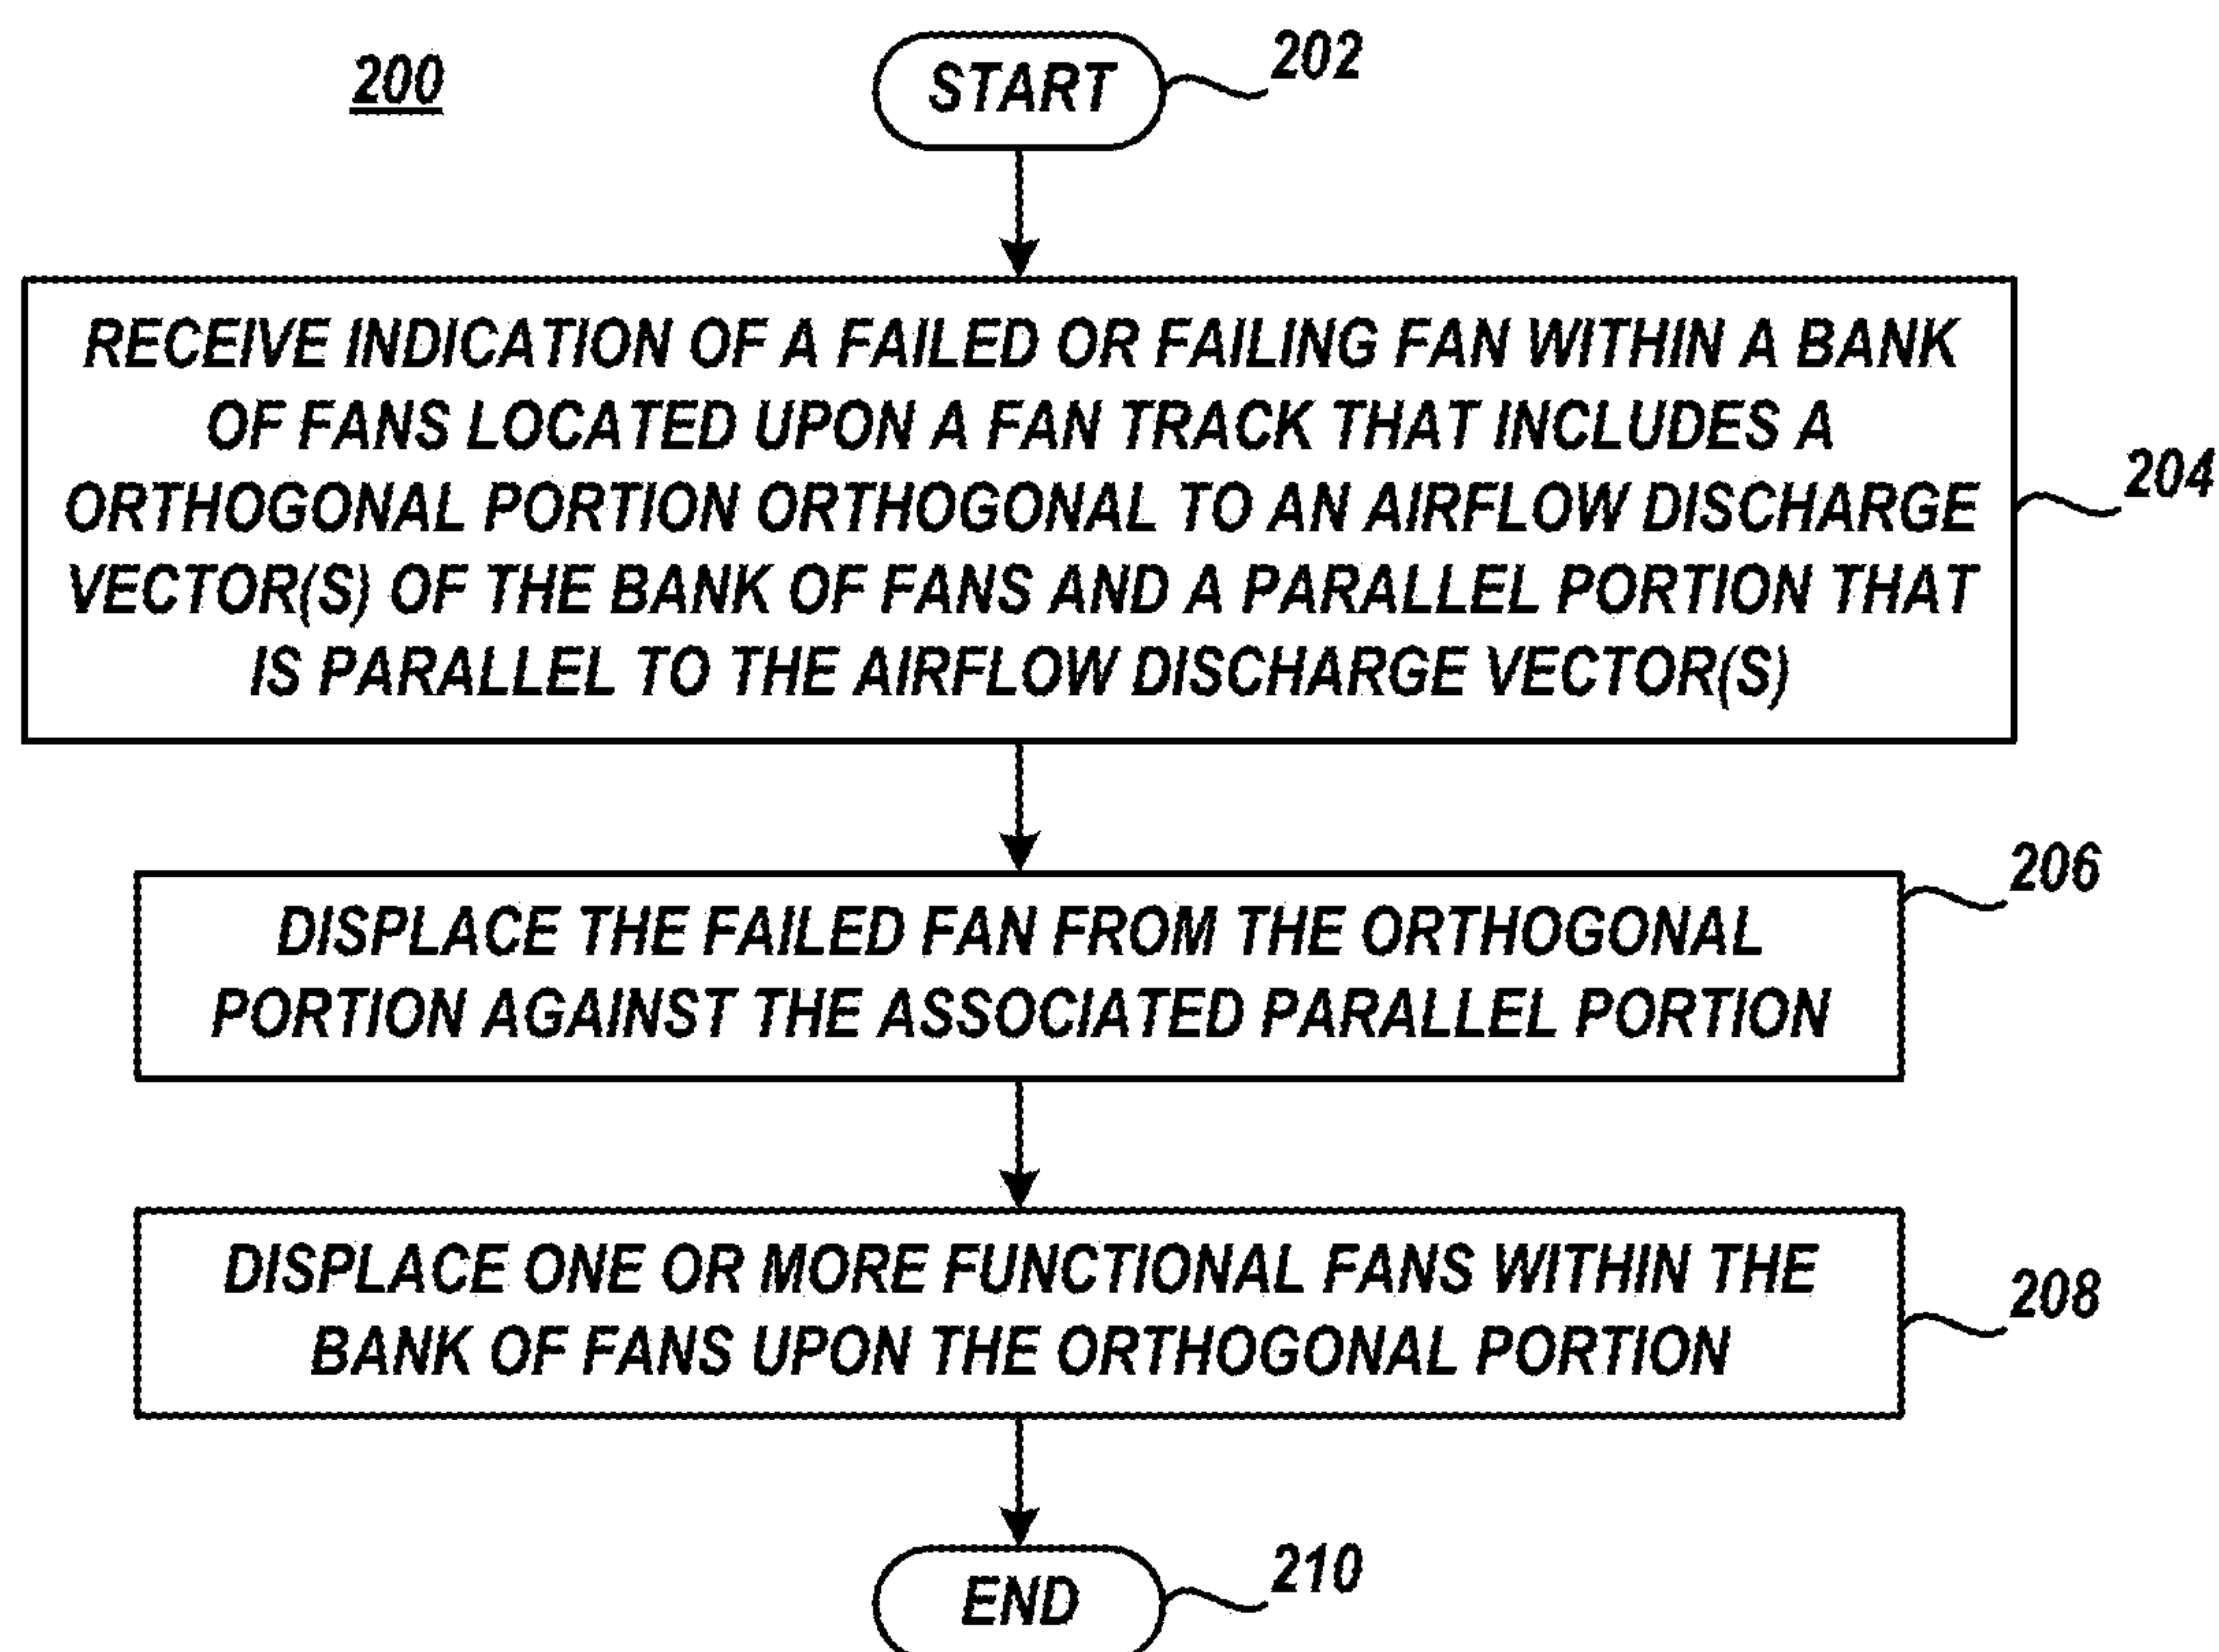 200
START
202
RECEIVE INDICATION OF A FAILED OR FAILING FAN WITHIN A BANK
OF FANS LOCATED UPON A FAN TRACK THAT INCLUDES A
ORTHOGONAL PORTION ORTHOGONAL TO AN AIRFLOW DISCHARGE
VECTOR(S) OF THE BANK OF FANS AND A PARALLEL PORTION THAT
IS PARALLEL TO THE AIRFLOW DISCHARGE VECTOR(S)
204
DISPLACE THE FAILED FAN FROM THE ORTHOGONAL
PORTION AGAINST THE ASSOCIATED PARALLEL PORTION
206
DISPLACE ONE OR MORE FUNCTIONAL FANS WITHIN THE
BANK OF FANS UPON THE ORTHOGONAL PORTION
208
END
210